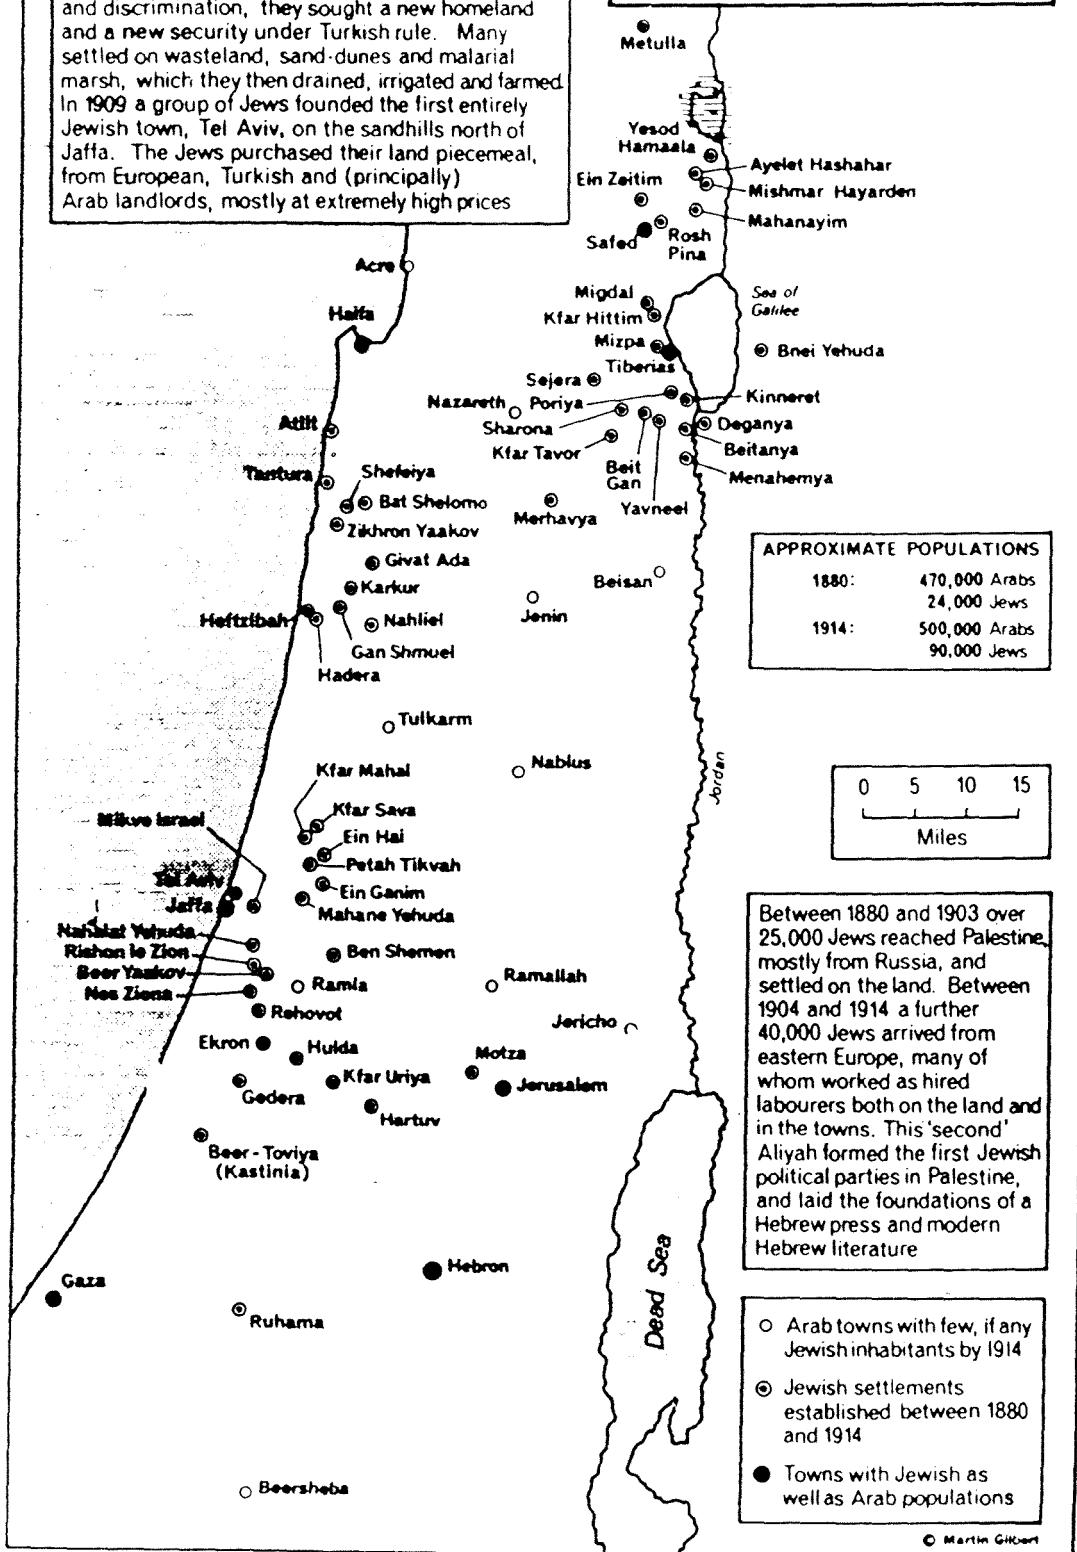 and discrimination, they sought a new homeland
and a new security under Turkish rule. Many
settled on wasteland, sand-dunes and malarial
marsh, which they then drained, irrigated and farmed.
In 1909 a group of Jews founded the first entirely
Jewish town, Tel Aviv, on the sandhills north of
Jaffa. The Jews purchased their land piecemeal,
from European, Turkish and (principally)
Arab landlords, mostly at extremely high prices
Metulla
Yesod
Hamaala
Ayelet Hashahar
Ein Zeitim
Mishmar Hayarden
Mahanayim
Safed
Rosh
Pina
Acre
Migdal
Sea of
Galilee
Haifa
Kfar Hittim
Mizpa
Bnei Yehuda
Tiberias
Sejera
Nazareth
Poriya
Kinneret
Atlit
Sharona
Deganya
Kfar Tavor
Beitanya
Tantura
Shefeiya
Beit
Gan
Menahemya
Bat Shelomo
Yavneel
Merhavya
Zikhron Yaakov
Givat Ada
Beisan
Karkur
Heftzibah
Nahliel
Jenin
Gan Shmuel
Hadera
APPROXIMATE POPULATIONS
1880: 470,000 Arabs
24,000 Jews
1914: 500,000 Arabs
90,000 Jews
Tulkarm
Nablus
Jordan
Kfar Mahal
Kfar Sava
Mikve Israel
Ein Hai
Petah Tikvah
Tel Aviv
Ein Ganim
Jaffa
Mahane Yehuda
Nahalat Yehuda
Rishon le Zion
Ben Shemen
Beer Yaakov
Ramla
Ramallah
Nes Ziona
Rehovot
Jericho
Ekron
Hulda
Motza
Kfar Uriya
Jerusalem
Gedera
Hartuv
Beer-Toviya
(Kastinia)
Hebron
Gaza
Ruhama
Dead Sea
Beersheba
0 5 10 15
Miles
Between 1880 and 1903 over
25,000 Jews reached Palestine,
mostly from Russia, and
settled on the land. Between
1904 and 1914 a further
40,000 Jews arrived from
eastern Europe, many of
whom worked as hired
labourers both on the land and
in the towns. This 'second'
Aliyah formed the first Jewish
political parties in Palestine,
and laid the foundations of a
Hebrew press and modern
Hebrew literature
Arab towns with few, if any
Jewish inhabitants by 1914
Jewish settlements
established between 1880
and 1914
Towns with Jewish as
well as Arab populations
© Martin Gilbert